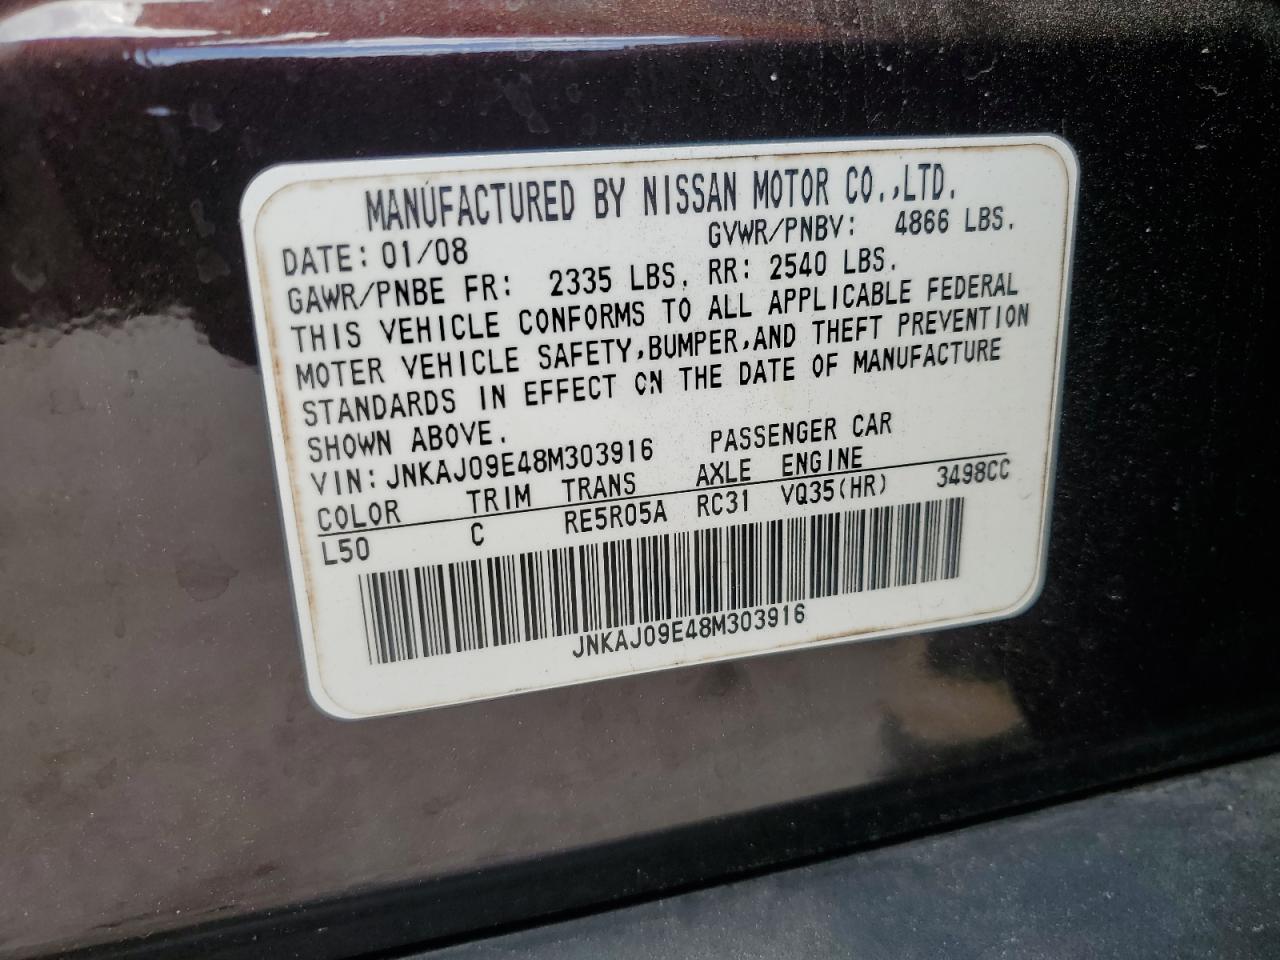 MANUFACTURED BY NISSAN MOTOR CO.,LTD.
DATE: 01/08 GVWR/PNBV: 4866 LBS.
GAWR/PNBE FR: 2335 LBS. RR: 2540 LBS.
THIS VEHICLE CONFORMS TO ALL APPLICABLE FEDERAL
MOTER VEHICLE SAFETY,BUMPER,AND THEFT PREVENTION
STANDARDS IN EFFECT ON THE DATE OF MANUFACTURE
SHOWN ABOVE.
VIN: JNKAJ09E48M303916 PASSENGER CAR
COLOR TRIM TRANS AXLE ENGINE
L50 C RE5R05A RC31 VQ35(HR) 3498CC
JNKAJ09E48M303916